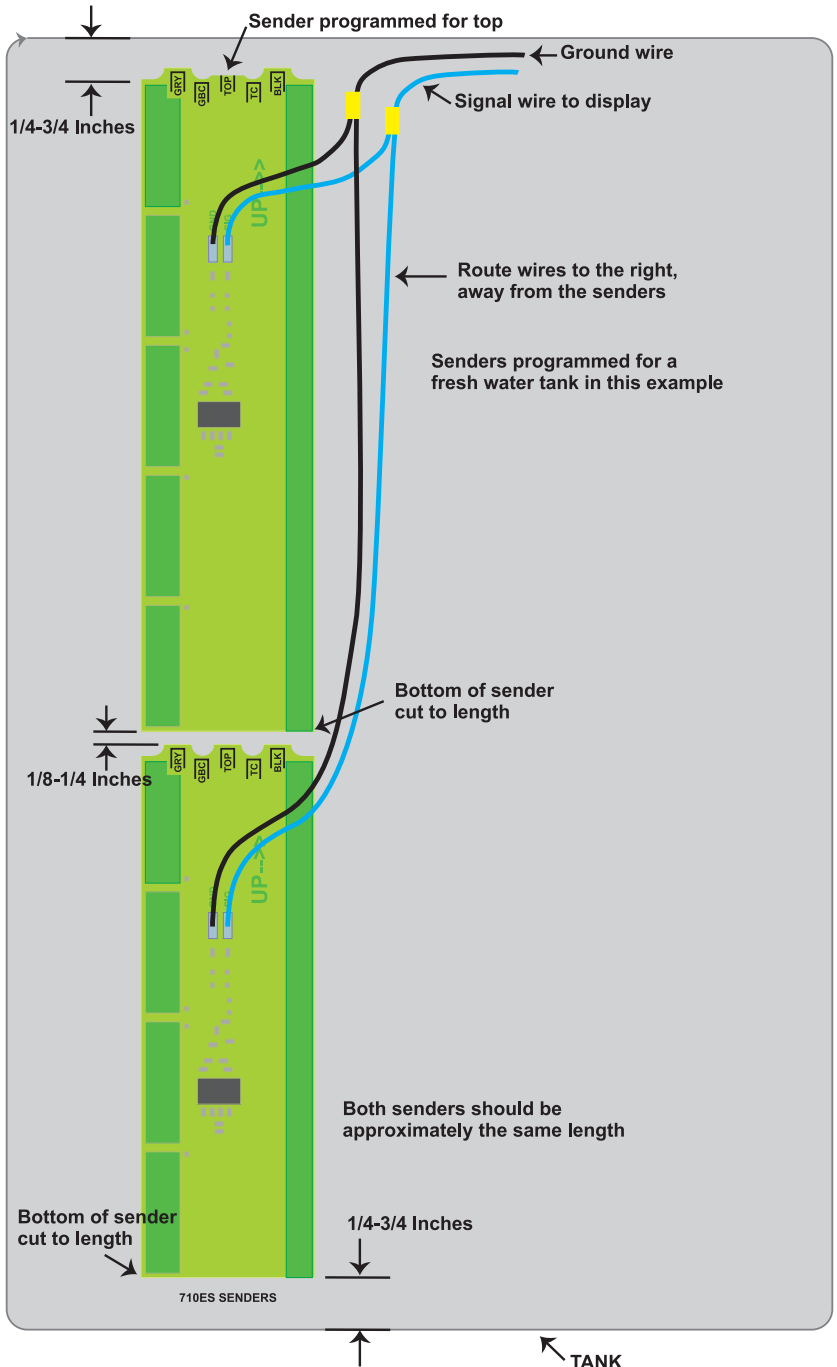 Sender programmed for top
Ground wire
Signal wire to display
1/4-3/4 Inches
GRY
GBC
TOP
TC
BLK
UP--->>
GND
SIG
Route wires to the right,
away from the senders
Senders programmed for a
fresh water tank in this example
Bottom of sender
cut to length
1/8-1/4 Inches
GRY
GBC
TOP
TC
BLK
UP--->>
GND
SIG
Both senders should be
approximately the same length
Bottom of sender
cut to length
1/4-3/4 Inches
710ES SENDERS
TANK